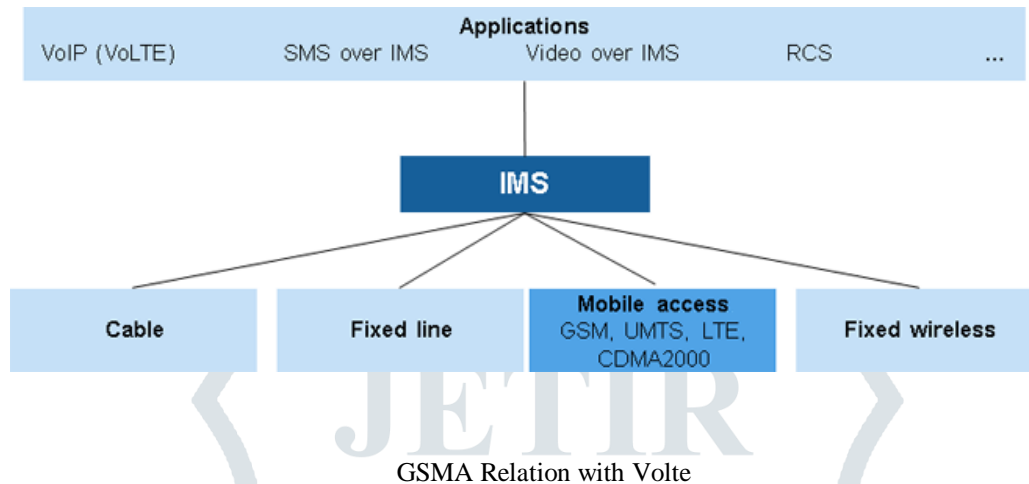 Applications
VoIP (VoLTE) SMS over IMS Video over IMS RCS ...
IMS
Cable
Fixed line
Mobile access
GSM, UMTS, LTE,
CDMA2000
Fixed wireless
JETIR
GSMA Relation with Volte